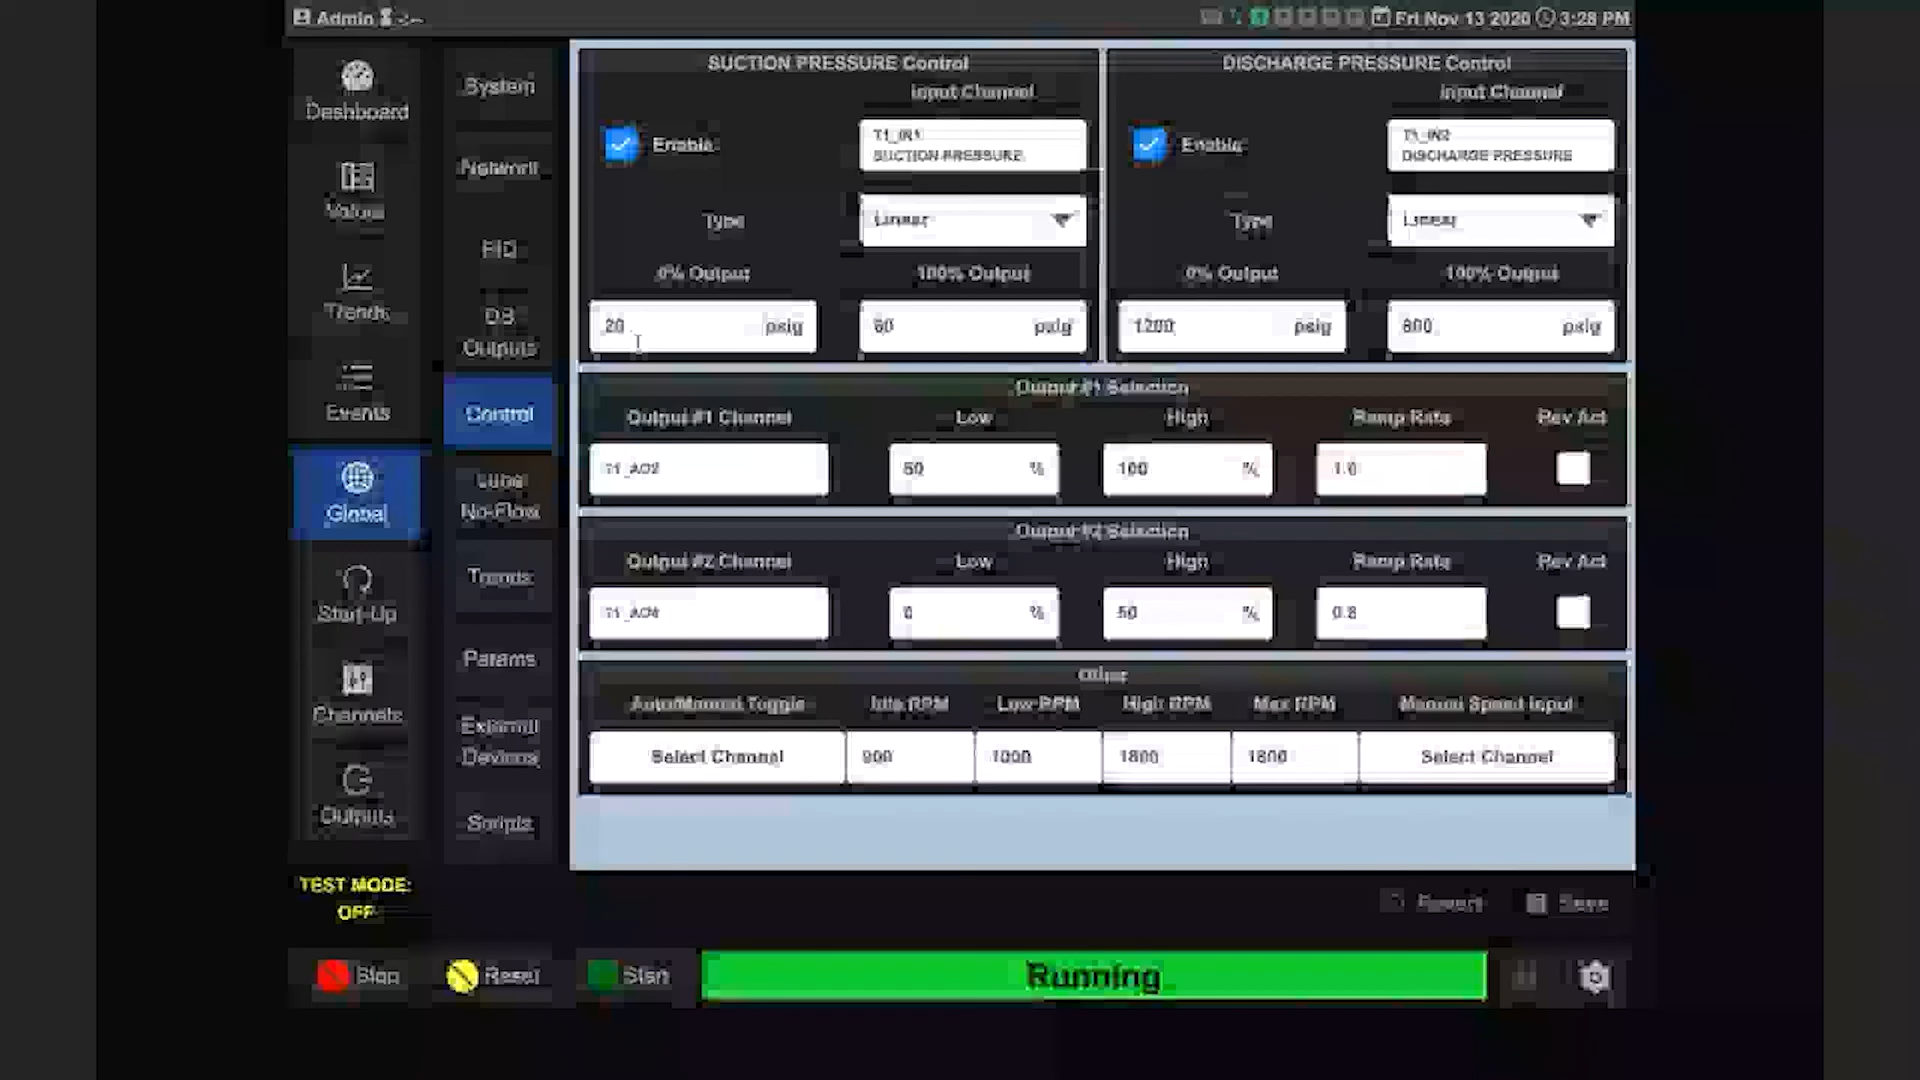 Admin
Fri Nov 13 2020 3:28 PM
Dashboard
Values
Trends
Events
Global
Start-Up
Channels
Outputs
System
Network
PID
Outputs
Control
Lube
No-Flow
Trends
Params
External
Devices
Scripts
SUCTION PRESSURE Control
Input Channel
Enable
T1_IN1
SUCTION PRESSURE
Type
Linear
0% Output
100% Output
20 psig
psig
DISCHARGE PRESSURE Control
Input Channel
Enable
T1_IN2
DISCHARGE PRESSURE
Type
Linear
0% Output
100% Output
1200 psig
psig
Output #1 Selection
Output #1 Channel
Low
High
Ramp Rate
Rev Act
50 %
100 %
1.0
Output #2 Selection
Output #2 Channel
Low
High
Ramp Rate
Rev Act
0 %
50 %
0.8
Other
Auto/Manual Toggle
Idle RPM
Low RPM
High RPM
Max RPM
Manual Speed Input
Select Channel
900
1000
1800
1800
Select Channel
TEST MODE:
OFF
Revert
Save
Stop
Reset
Start
Running